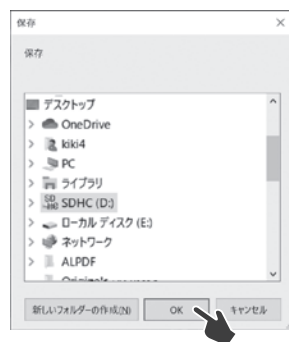 保存
保存
デスクトップ
OneDrive
kiki4
PC
ライブラリ
SDHC (D:)
ローカル ディスク (E:)
ネットワーク
ALPDF
新しいフォルダーの作成(N)
OK
キャンセル